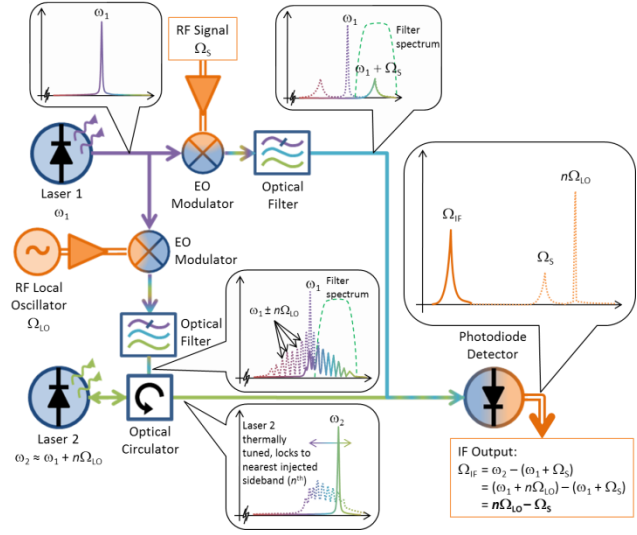 ω1
RF Signal
ΩS
Filter
spectrum
ω1
ω1 + ΩS
Laser 1
ω1
EO
Modulator
Optical
Filter
nΩLO
ΩIF
ΩS
RF Local
Oscillator
ΩLO
EO
Modulator
Optical
Filter
ω1
Filter
spectrum
ω1 ± nΩLO
Photodiode
Detector
Laser 2
ω2 ≈ ω1 + nΩLO
Optical
Circulator
Laser 2
thermally
tuned, locks to
nearest injected
sideband (nth)
ω2
IF Output:
ΩIF = ω2 – (ω1 + ΩS)
= (ω1 + nΩLO) – (ω1 + ΩS)
= nΩLO – ΩS